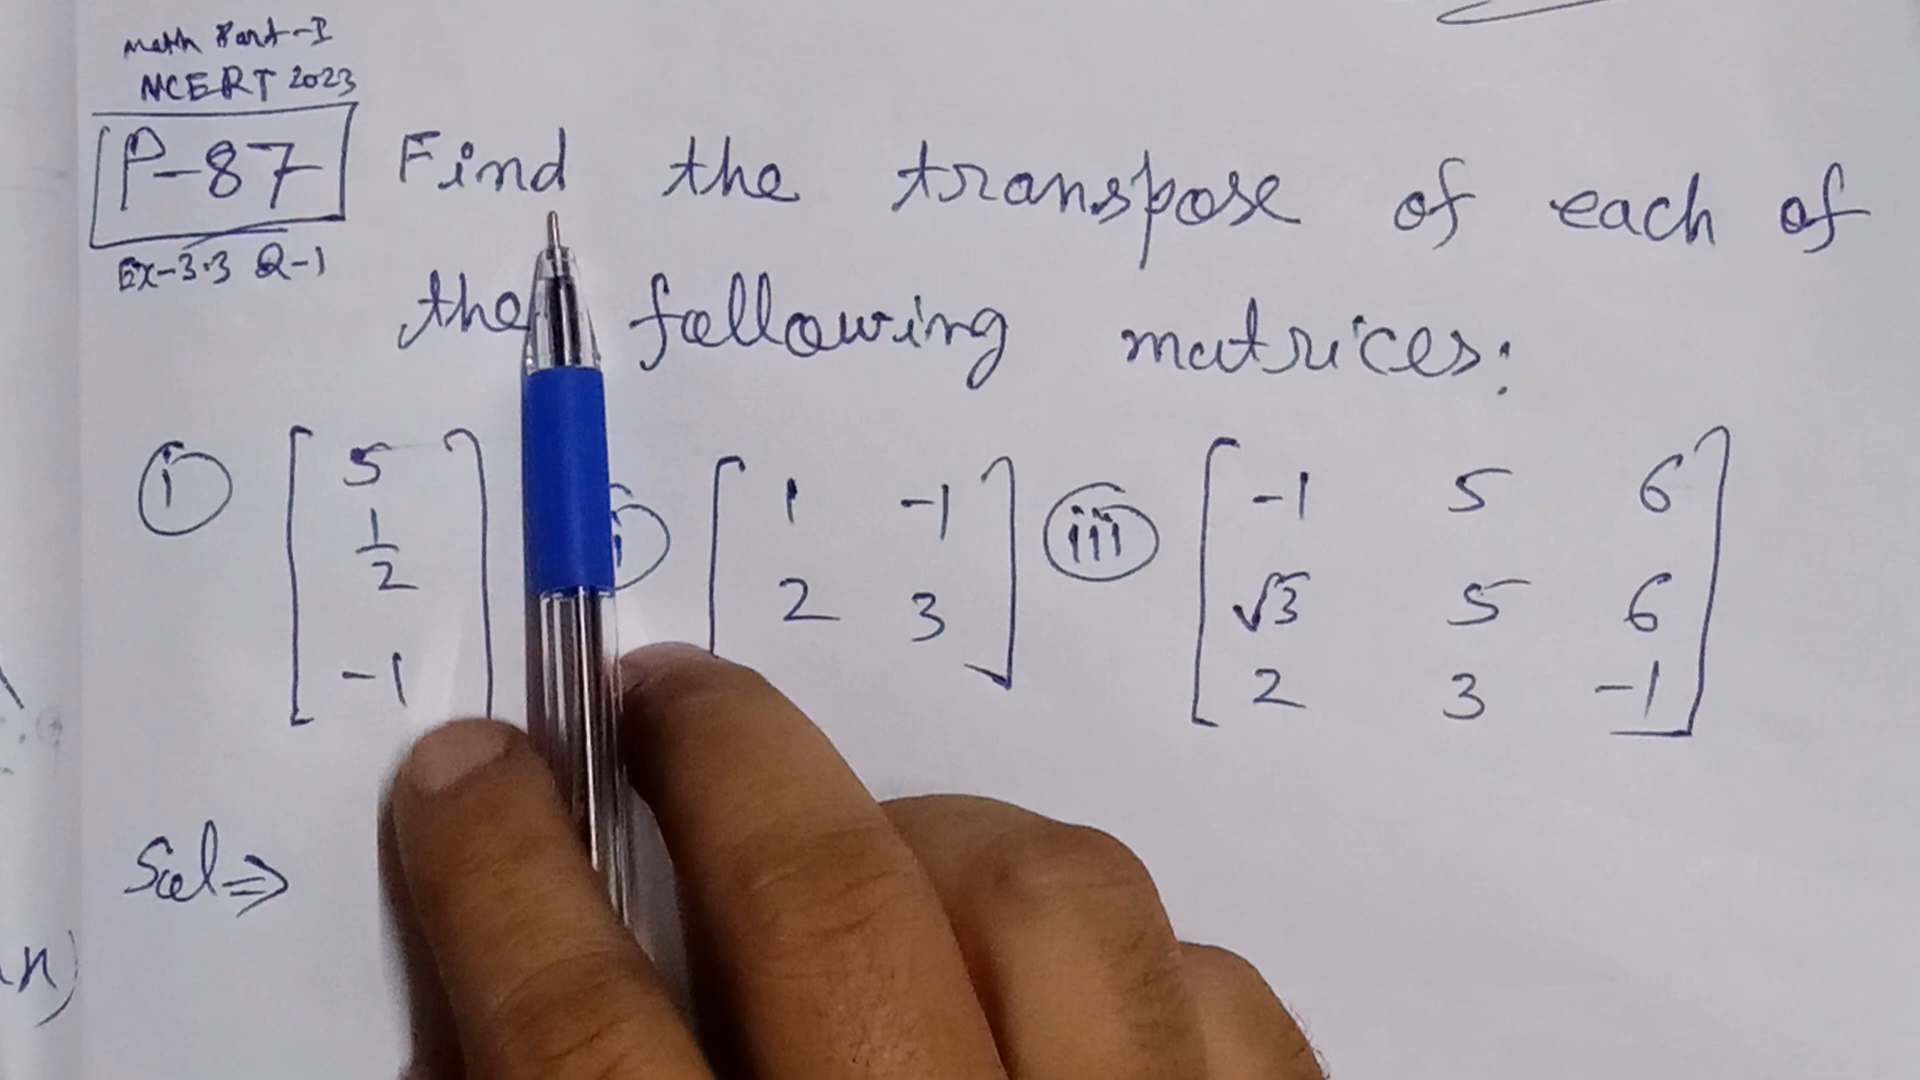 Math Part-I
NCERT 2023
P-87
Ex-3.3 Q-1
Find the transpose of each of
the following matrices:
i [ 5 ] [ 1 -1 ] iii [ -1 5 6 ]
1/2 2 3 √3 5 6
-1 2 3 -1
Sol⇒
n)